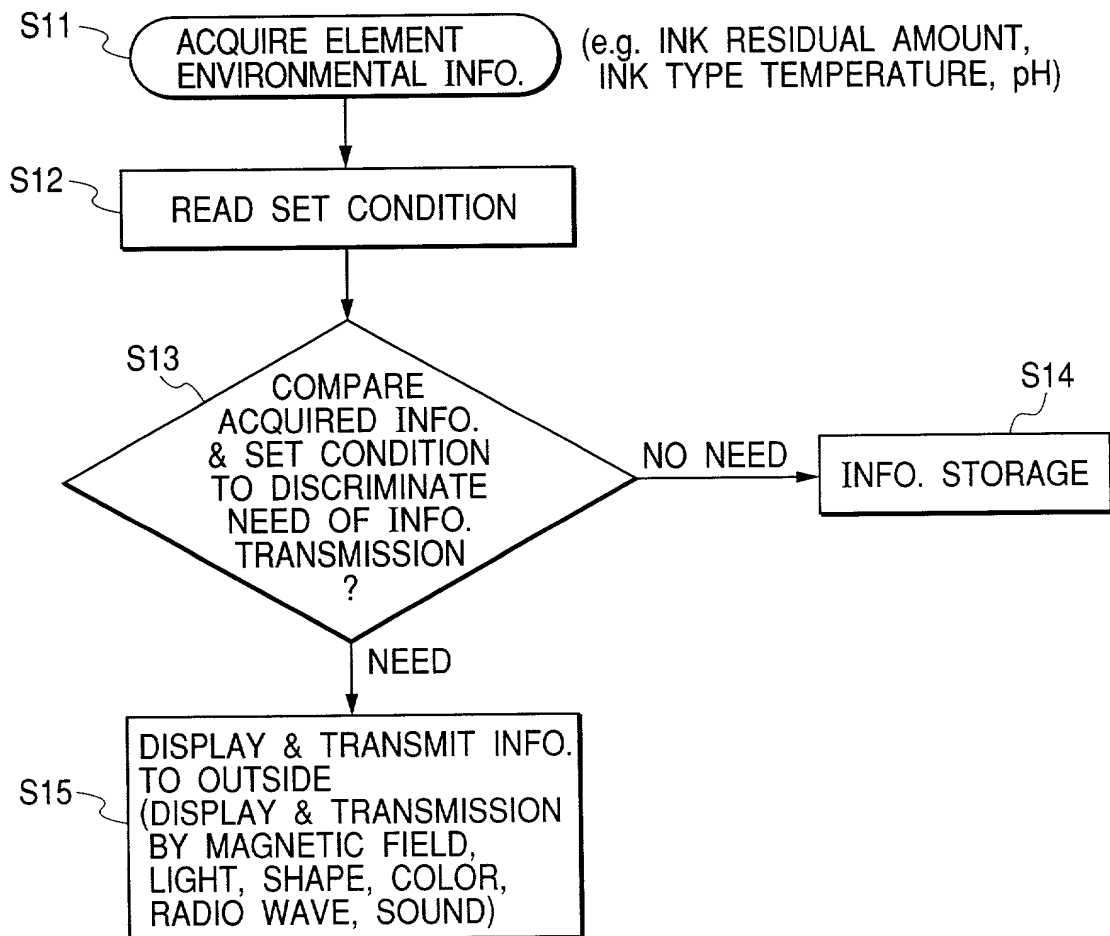 S11
ACQUIRE ELEMENT
ENVIRONMENTAL INFO.
(e.g. INK RESIDUAL AMOUNT,
INK TYPE TEMPERATURE, pH)
S12
READ SET CONDITION
S13
COMPARE
ACQUIRED INFO.
& SET CONDITION
TO DISCRIMINATE
NEED OF INFO.
TRANSMISSION
?
NO NEED
S14
INFO. STORAGE
NEED
S15
DISPLAY & TRANSMIT INFO.
TO OUTSIDE
(DISPLAY & TRANSMISSION
BY MAGNETIC FIELD,
LIGHT, SHAPE, COLOR,
RADIO WAVE, SOUND)